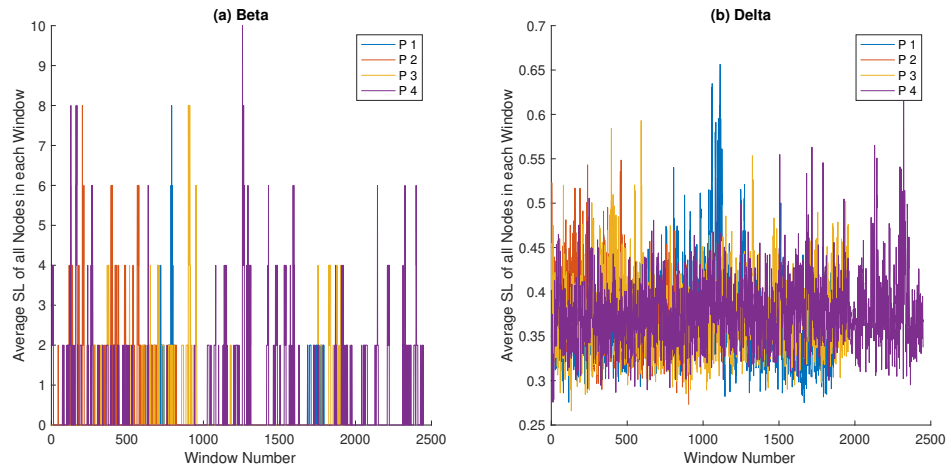 (a) Beta
Average SL of all Nodes in each Window
10
9
8
7
6
5
4
3
2
1
0
0 500 1000 1500 2000 2500
Window Number
P 1
P 2
P 3
P 4
(b) Delta
Average SL of all Nodes in each Window
0.7
0.65
0.6
0.55
0.5
0.45
0.4
0.35
0.3
0.25
0 500 1000 1500 2000 2500
Window Number
P 1
P 2
P 3
P 4